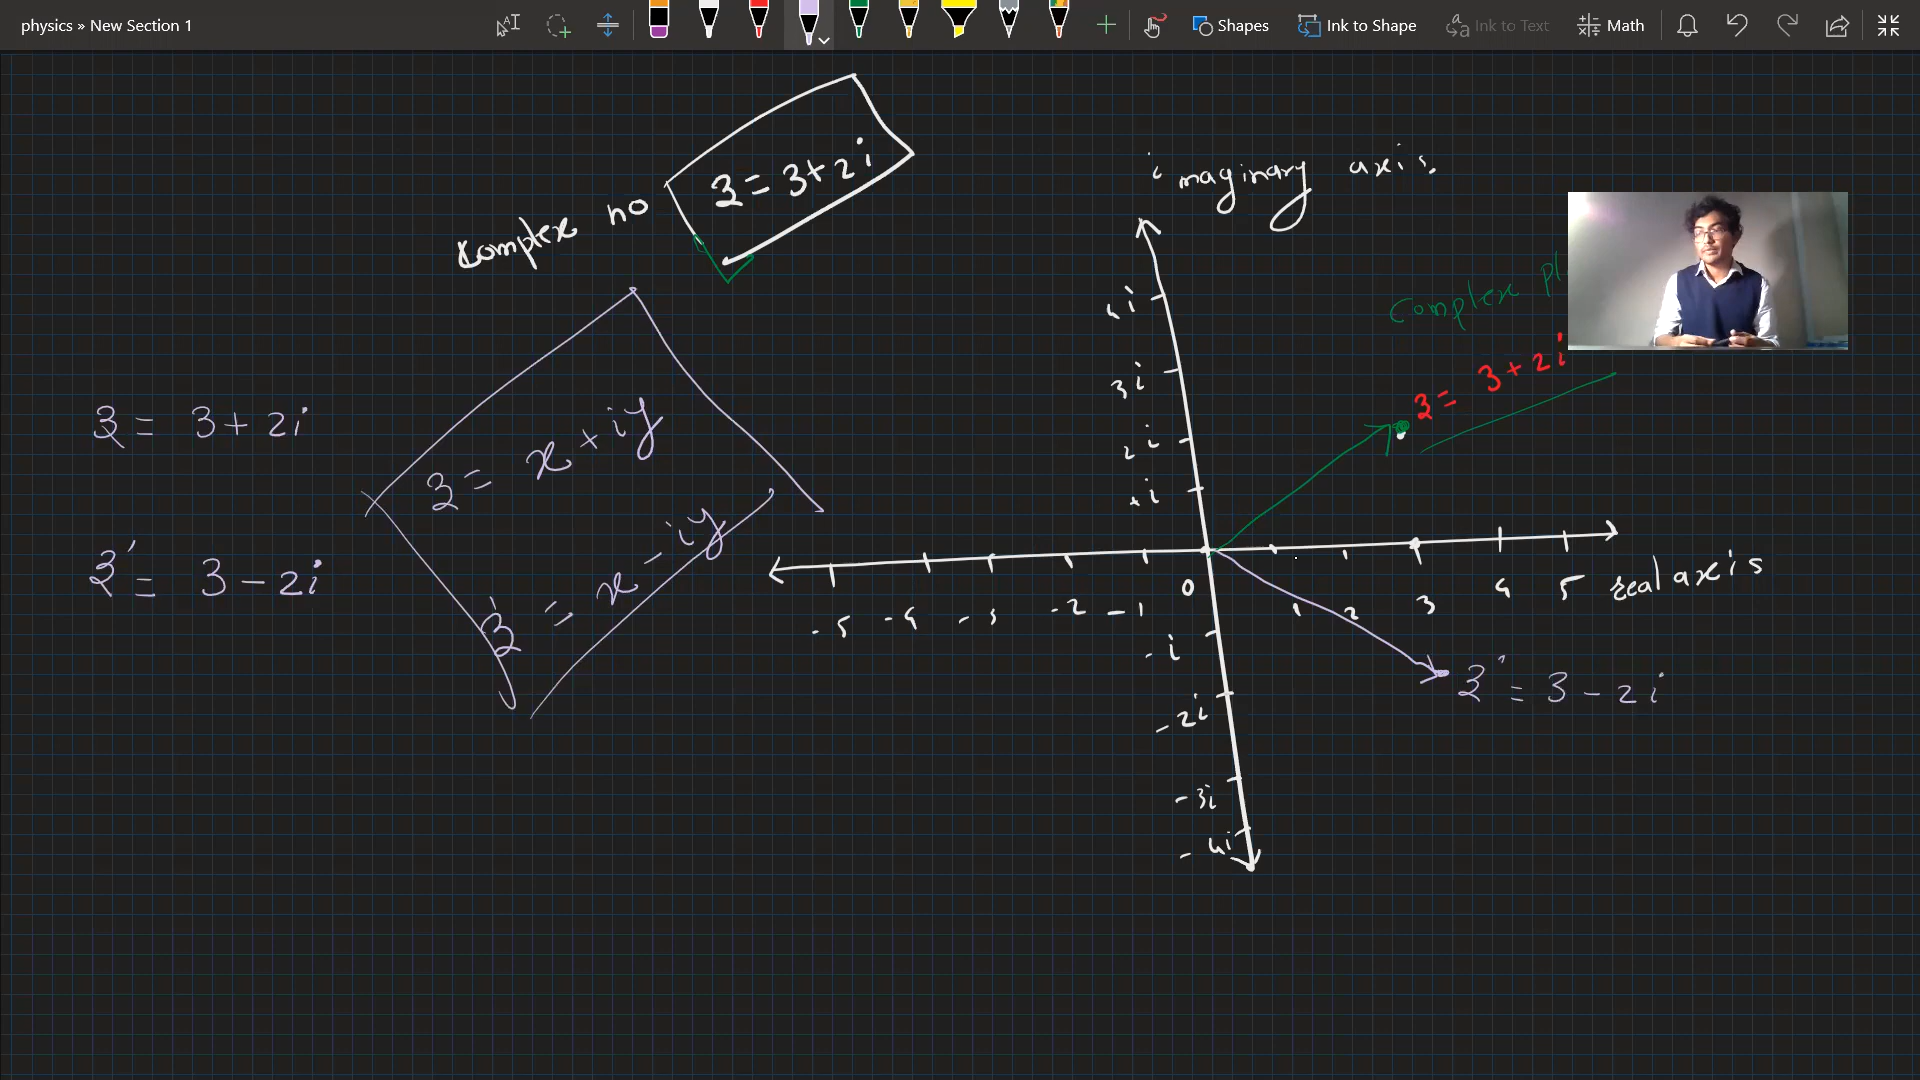 physics » New Section 1
Shapes
Ink to Shape
Ink to Text
Math
complex no
z = 3+2i
imaginary axis.
complex pl
z = 3+2i
z = 3+2i
z = x+iy
z' = 3-2i
z' = x-iy
4i
3i
2i
+i
0
-i
-2i
-3i
-4i
-5 -4 -3 -2 -1
1 2 3 4 5
real axis
z' = 3-2i